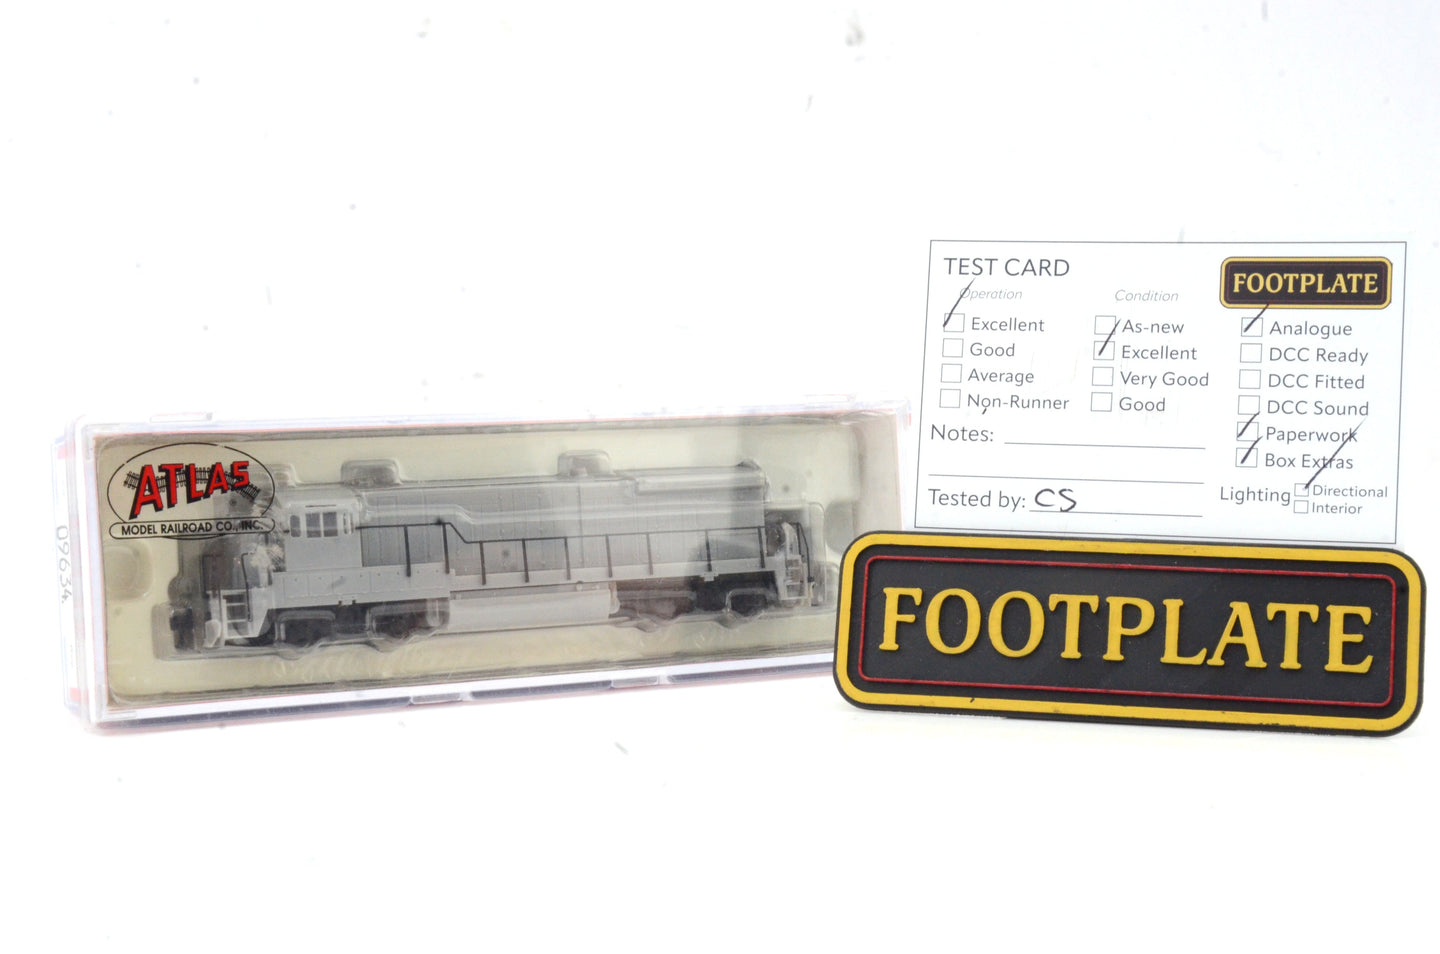 ATLAS
MODEL RAILROAD CO., INC.
09634
TEST CARD
FOOTPLATE
Operation
Excellent
Good
Average
Non-Runner
Condition
As-new
Excellent
Very Good
Good
Analogue
DCC Ready
DCC Fitted
DCC Sound
Paperwork
Box Extras
Notes:
Tested by: CS
Lighting
Directional
Interior
FOOTPLATE